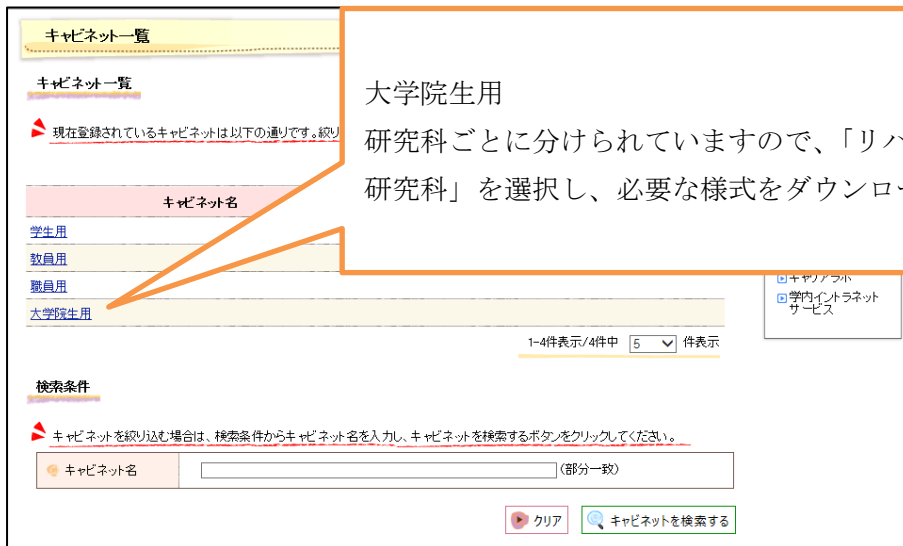 キャビネット一覧
キャビネット一覧
現在登録されているキャビネットは以下の通りです。絞り
大学院生用
研究科ごとに分けられていますので、「リハ
研究科」を選択し、必要な様式をダウンロー
キャビネット名
学生用
教員用
職員用
大学院生用
キャリアラボ
学内イントラネット
サービス
1-4件表示/4件中 5 件表示
検索条件
キャビネットを絞り込む場合は、検索条件からキャビネット名を入力し、キャビネットを検索するボタンをクリックしてください。
キャビネット名 (部分一致)
クリア キャビネットを検索する